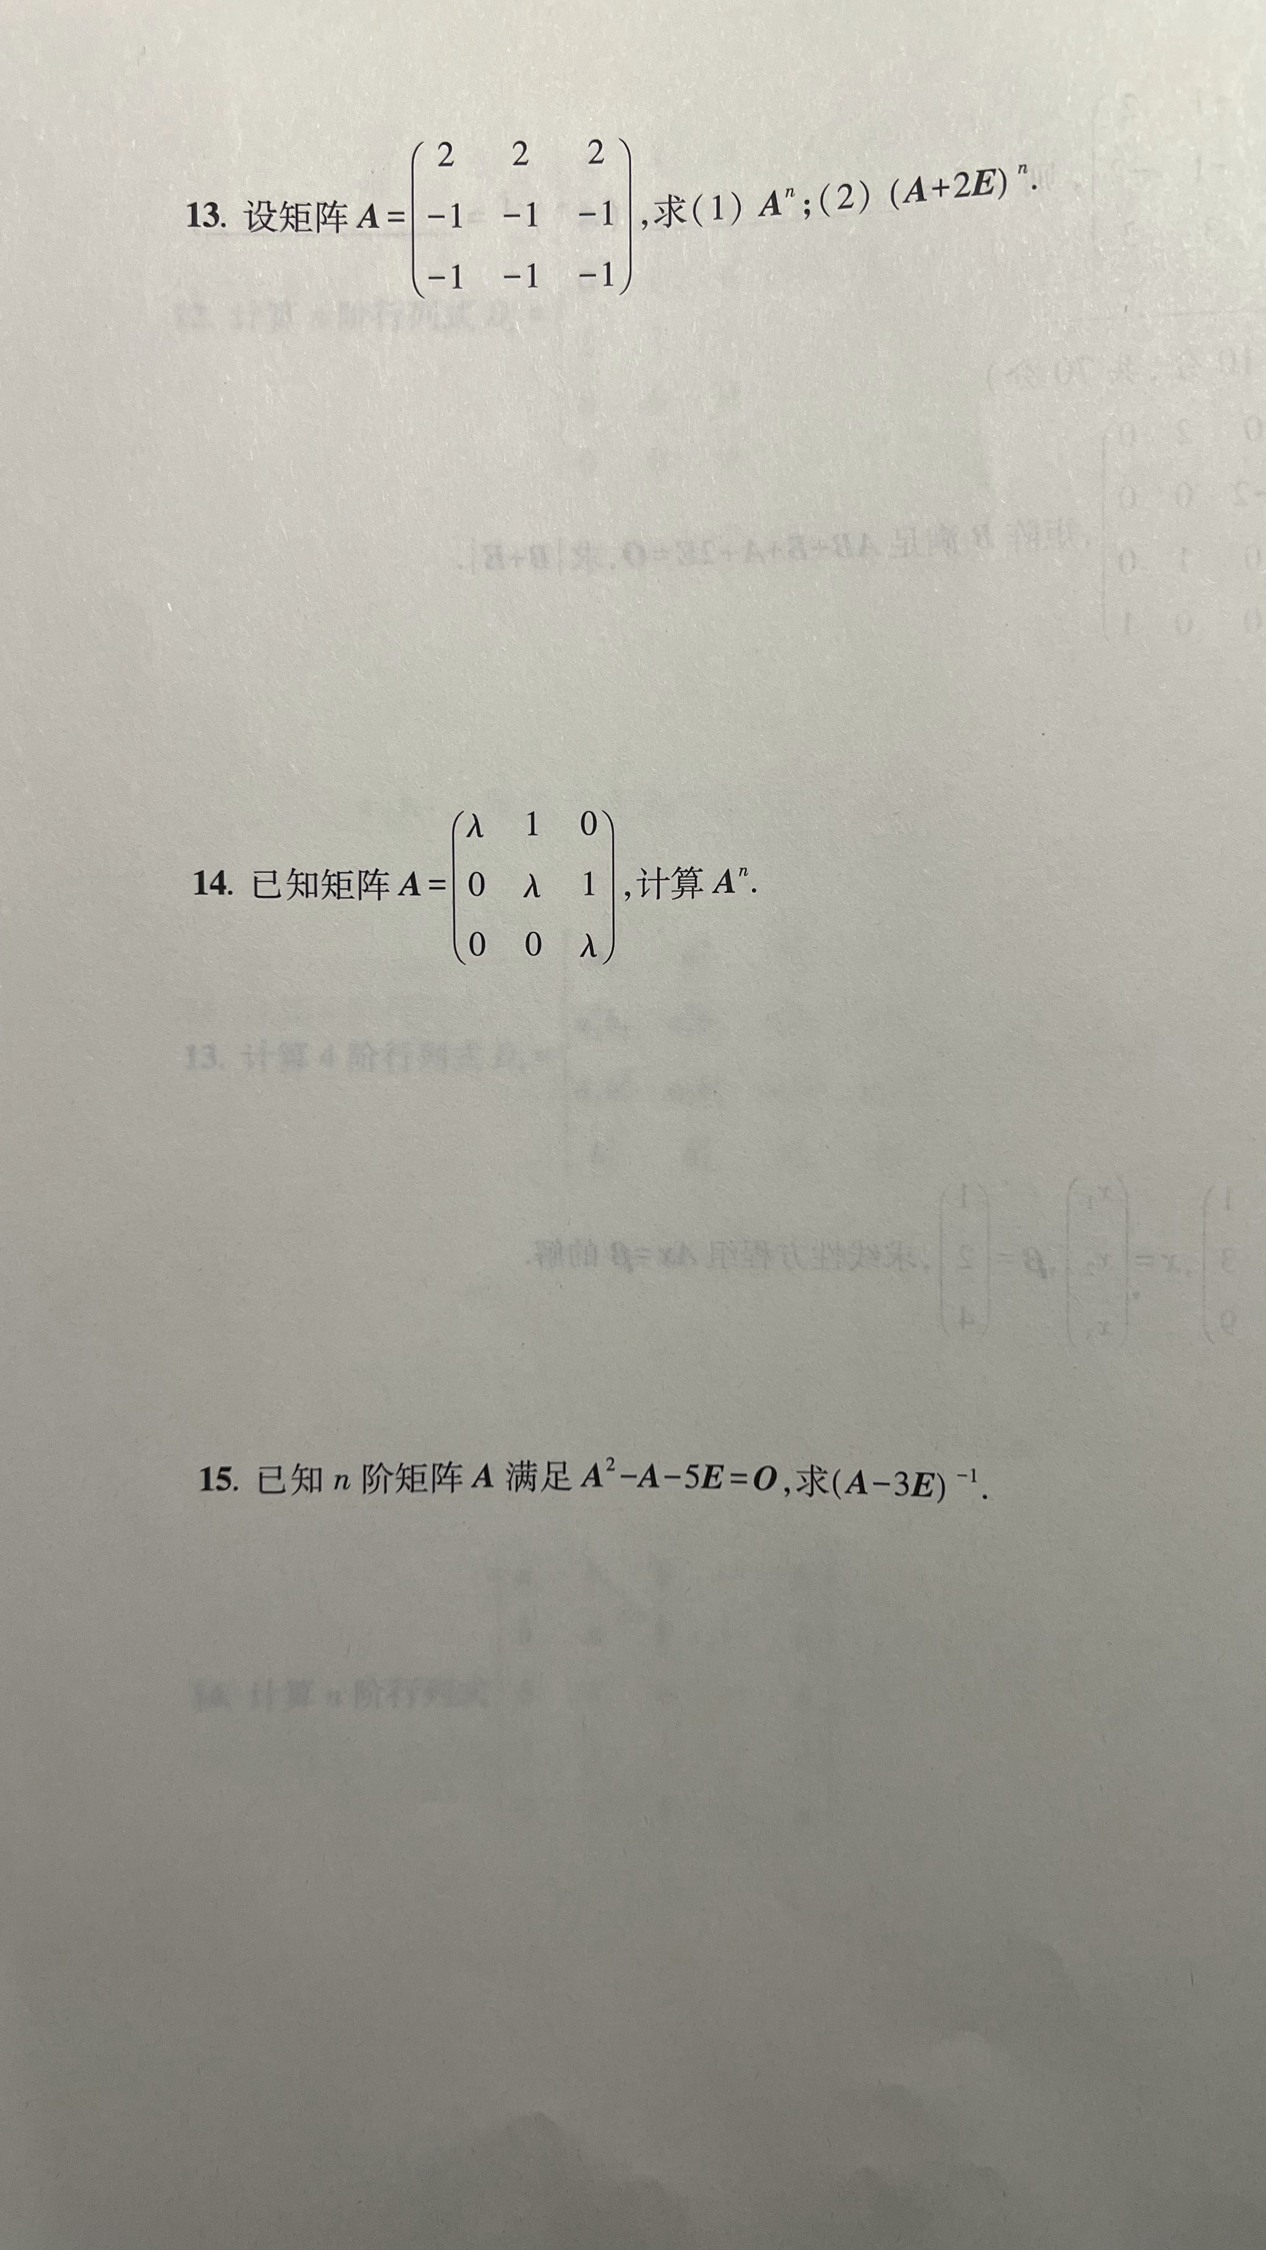 13. 设矩阵 A = ( 2 2 2
-1 -1 -1
-1 -1 -1 ) ,求(1) Aⁿ;(2) (A+2E)ⁿ.
14. 已知矩阵 A = ( λ 1 0
0 λ 1
0 0 λ ) ,计算 Aⁿ.
15. 已知 n 阶矩阵 A 满足 A²-A-5E=O,求(A-3E)⁻¹.